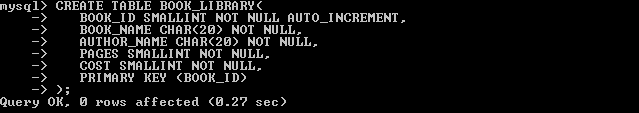 mysql> CREATE TABLE BOOK_LIBRARY(
    ->    BOOK_ID SMALLINT NOT NULL AUTO_INCREMENT,
    ->    BOOK_NAME CHAR(20) NOT NULL,
    ->    AUTHOR_NAME CHAR(20) NOT NULL,
    ->    PAGES SMALLINT NOT NULL,
    ->    COST SMALLINT NOT NULL,
    ->    PRIMARY KEY (BOOK_ID)
    -> );
Query OK, 0 rows affected (0.27 sec)